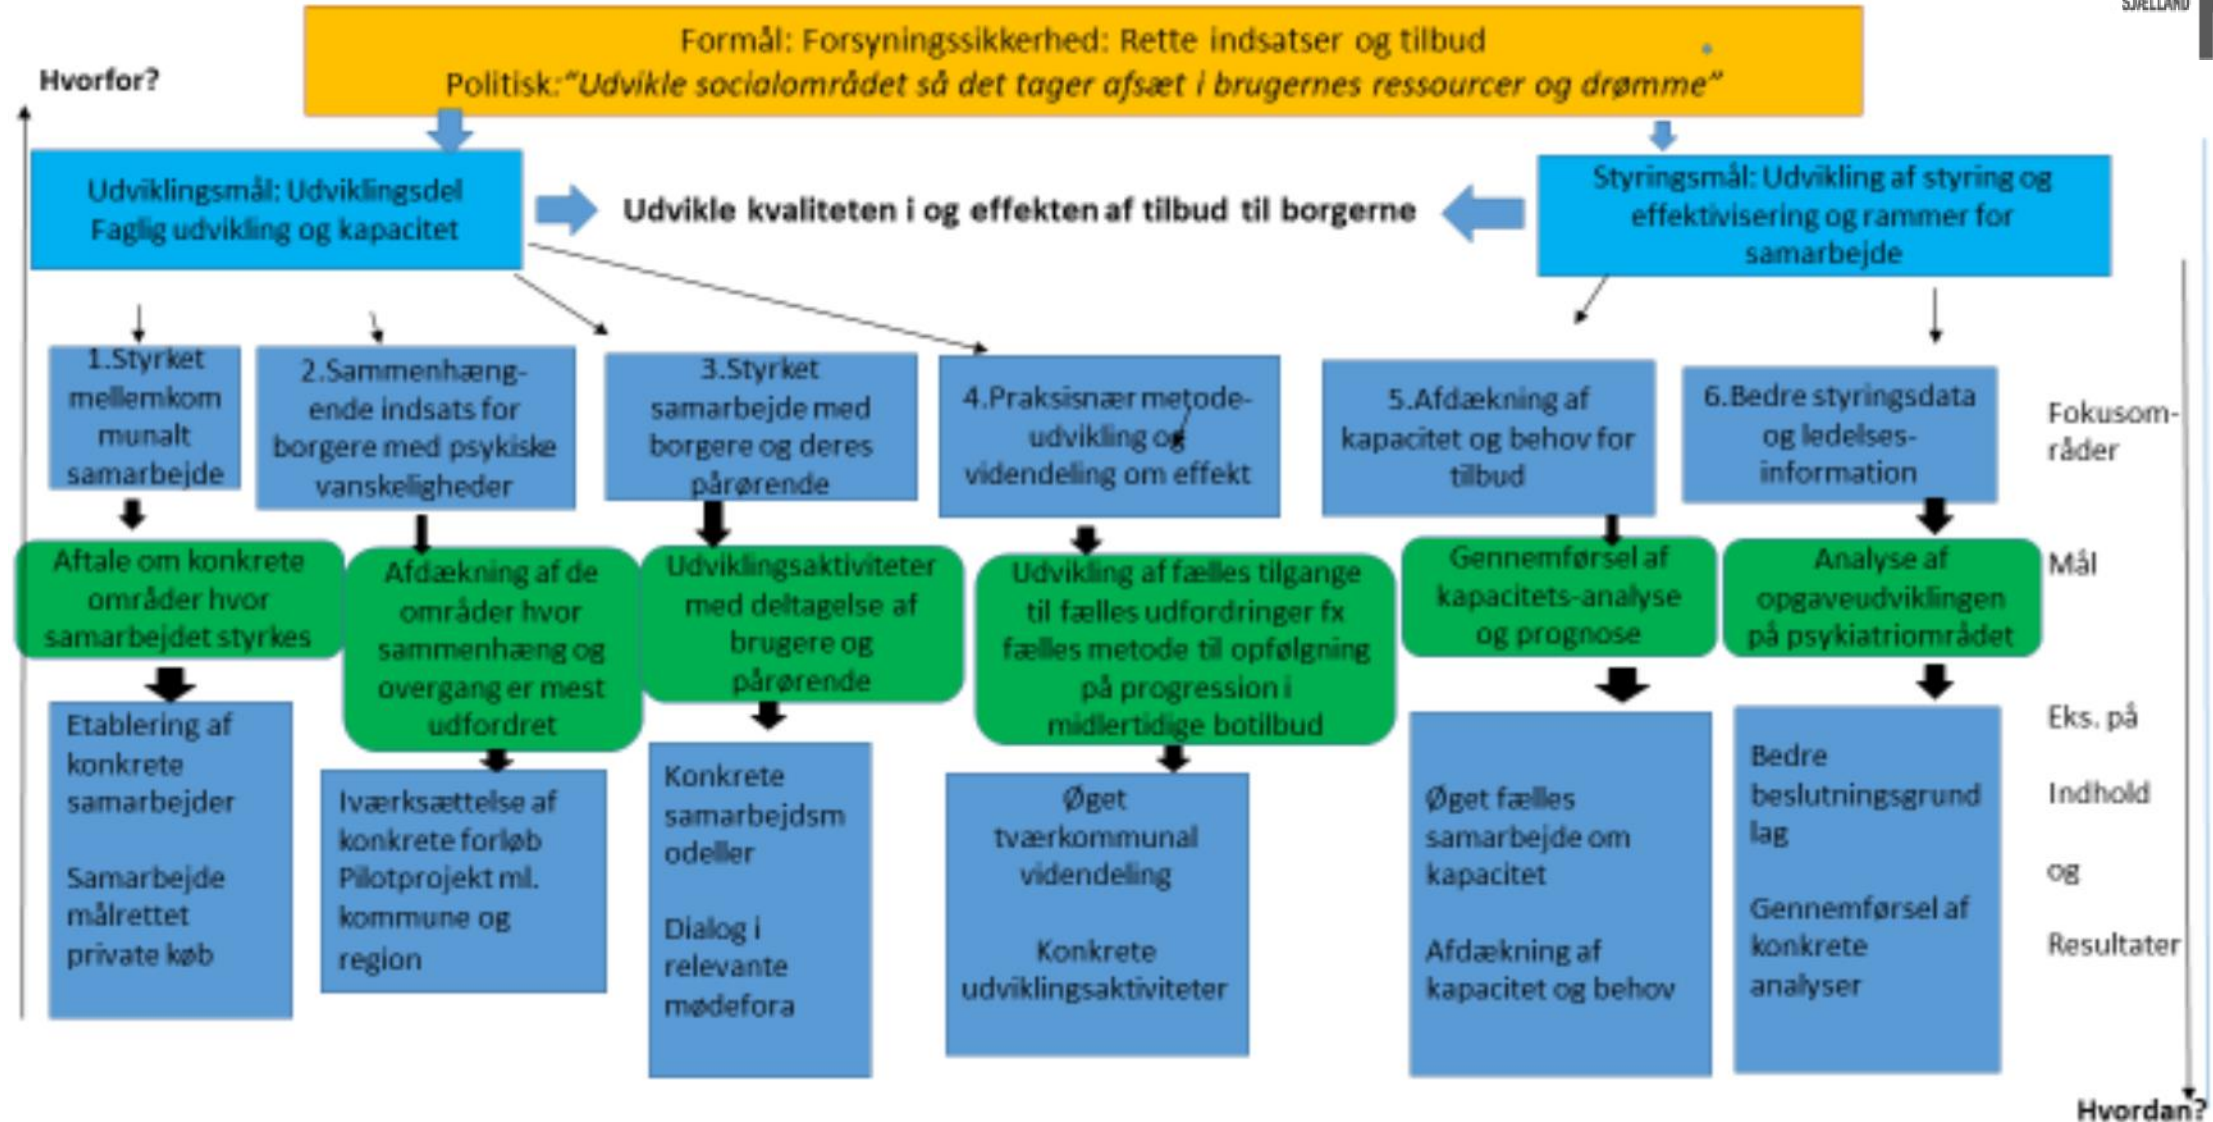 SJÆLLAND
Formål: Forsyningssikkerhed: Rette indsatser og tilbud
Politisk:“Udvikle socialområdet så det tager afsæt i brugernes ressourcer og drømme”
Hvorfor?
Udviklingsmål: Udviklingsdel
Faglig udvikling og kapacitet
Udvikle kvaliteten i og effekten af tilbud til borgerne
Styringsmål: Udvikling af styring og
effektivisering og rammer for
samarbejde
1.Styrket
mellemkom
munalt
samarbejde
2.Sammenhæng-
ende indsats for
borgere med psykiske
vanskeligheder
3.Styrket
samarbejde med
borgere og deres
pårørende
4.Praksisnær metode-
udvikling og
videndeling om effekt
5.Afdækning af
kapacitet og behov for
tilbud
6.Bedre styringsdata
og ledelses-
information
Fokusom-
råder
Aftale om konkrete
områder hvor
samarbejdet styrkes
Afdækning af de
områder hvor
sammenhæng og
overgang er mest
udfordret
Udviklingsaktiviteter
med deltagelse af
brugere og
pårørende
Udvikling af fælles tilgange
til fælles udfordringer fx
fælles metode til opfølgning
på progression i
midlertidige botilbud
Gennemførsel af
kapacitets-analyse
og prognose
Analyse af
opgaveudviklingen
på psykiatriområdet
Mål
Etablering af
konkrete
samarbejder
Samarbejde
målrettet
private køb
Iværksættelse af
konkrete forløb
Pilotprojekt ml.
kommune og
region
Konkrete
samarbejdsm
odeller
Dialog i
relevante
mødefora
Øget
tværkommunal
videndeling
Konkrete
udviklingsaktiviteter
Øget fælles
samarbejde om
kapacitet
Afdækning af
kapacitet og behov
Bedre
beslutningsgrund
lag
Gennemførsel af
konkrete
analyser
Eks. på
Indhold
og
Resultater
Hvordan?